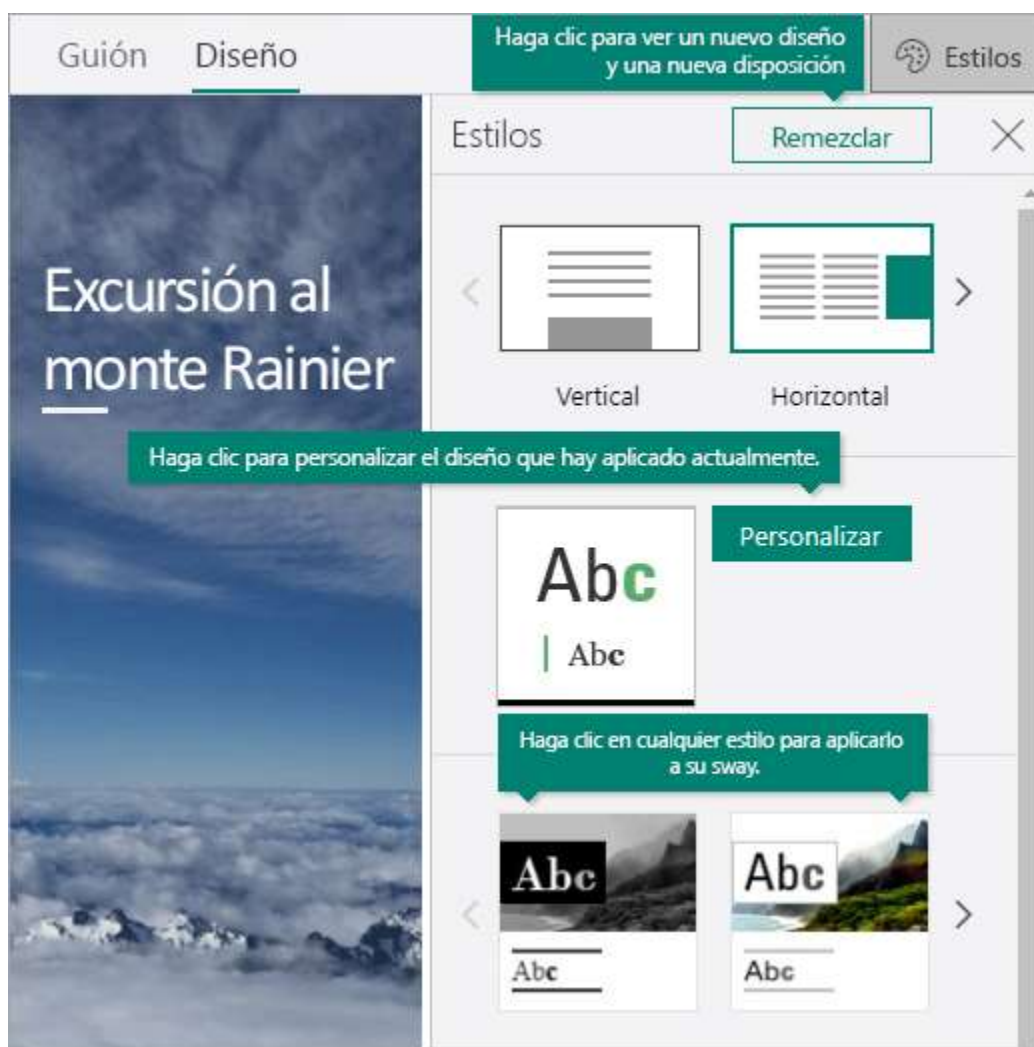 Guión
Diseño
Haga clic para ver un nuevo diseño
y una nueva disposición
Estilos
Estilos
Remezclar
Excursión al
monte Rainier
Vertical
Horizontal
Haga clic para personalizar el diseño que hay aplicado actualmente.
Personalizar
Abc
Abc
Haga clic en cualquier estilo para aplicarlo
a su sway.
Abc
Abc
Abc
Abc